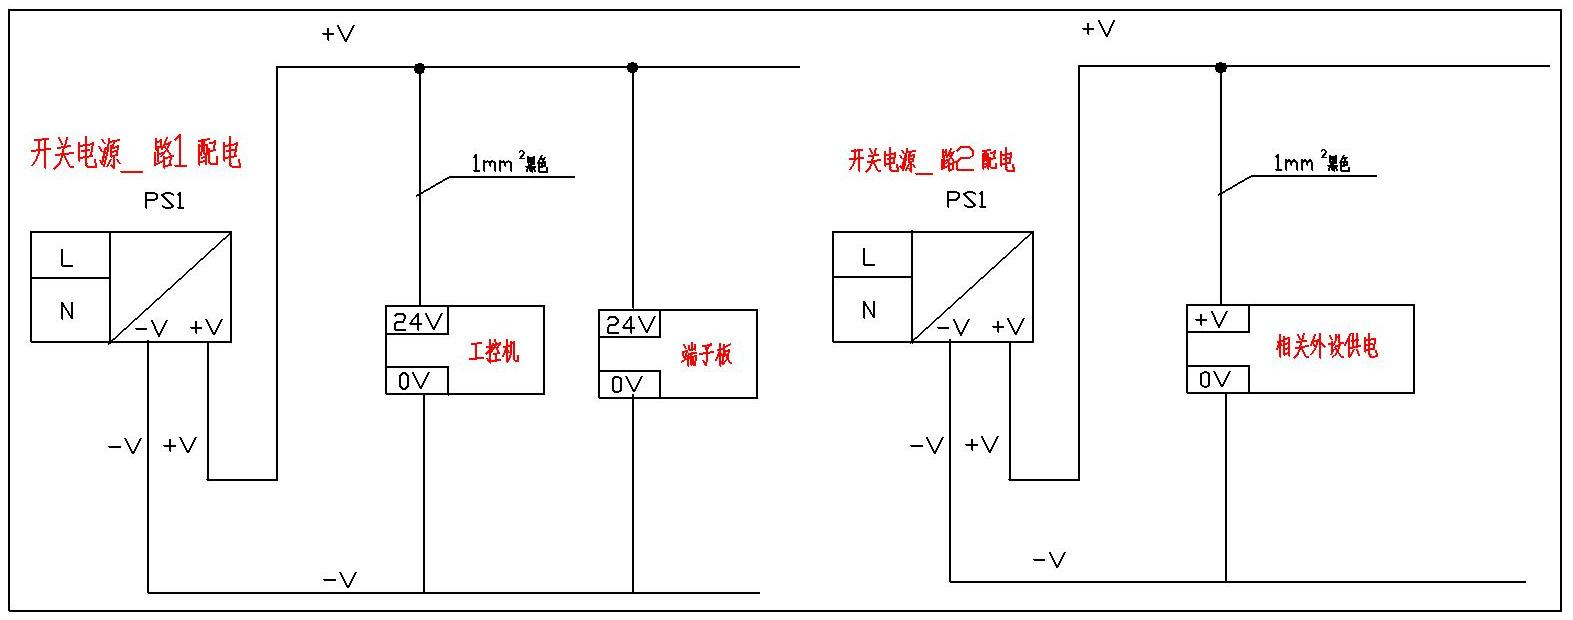 +V
开关电源_路1配电
PS1
L
N
-V +V
-V +V
-V
1mm²黑色
24V
工控机
0V
24V
端子板
0V
+V
开关电源_路2配电
PS1
L
N
-V +V
-V +V
-V
1mm²黑色
+V
相关外设供电
0V